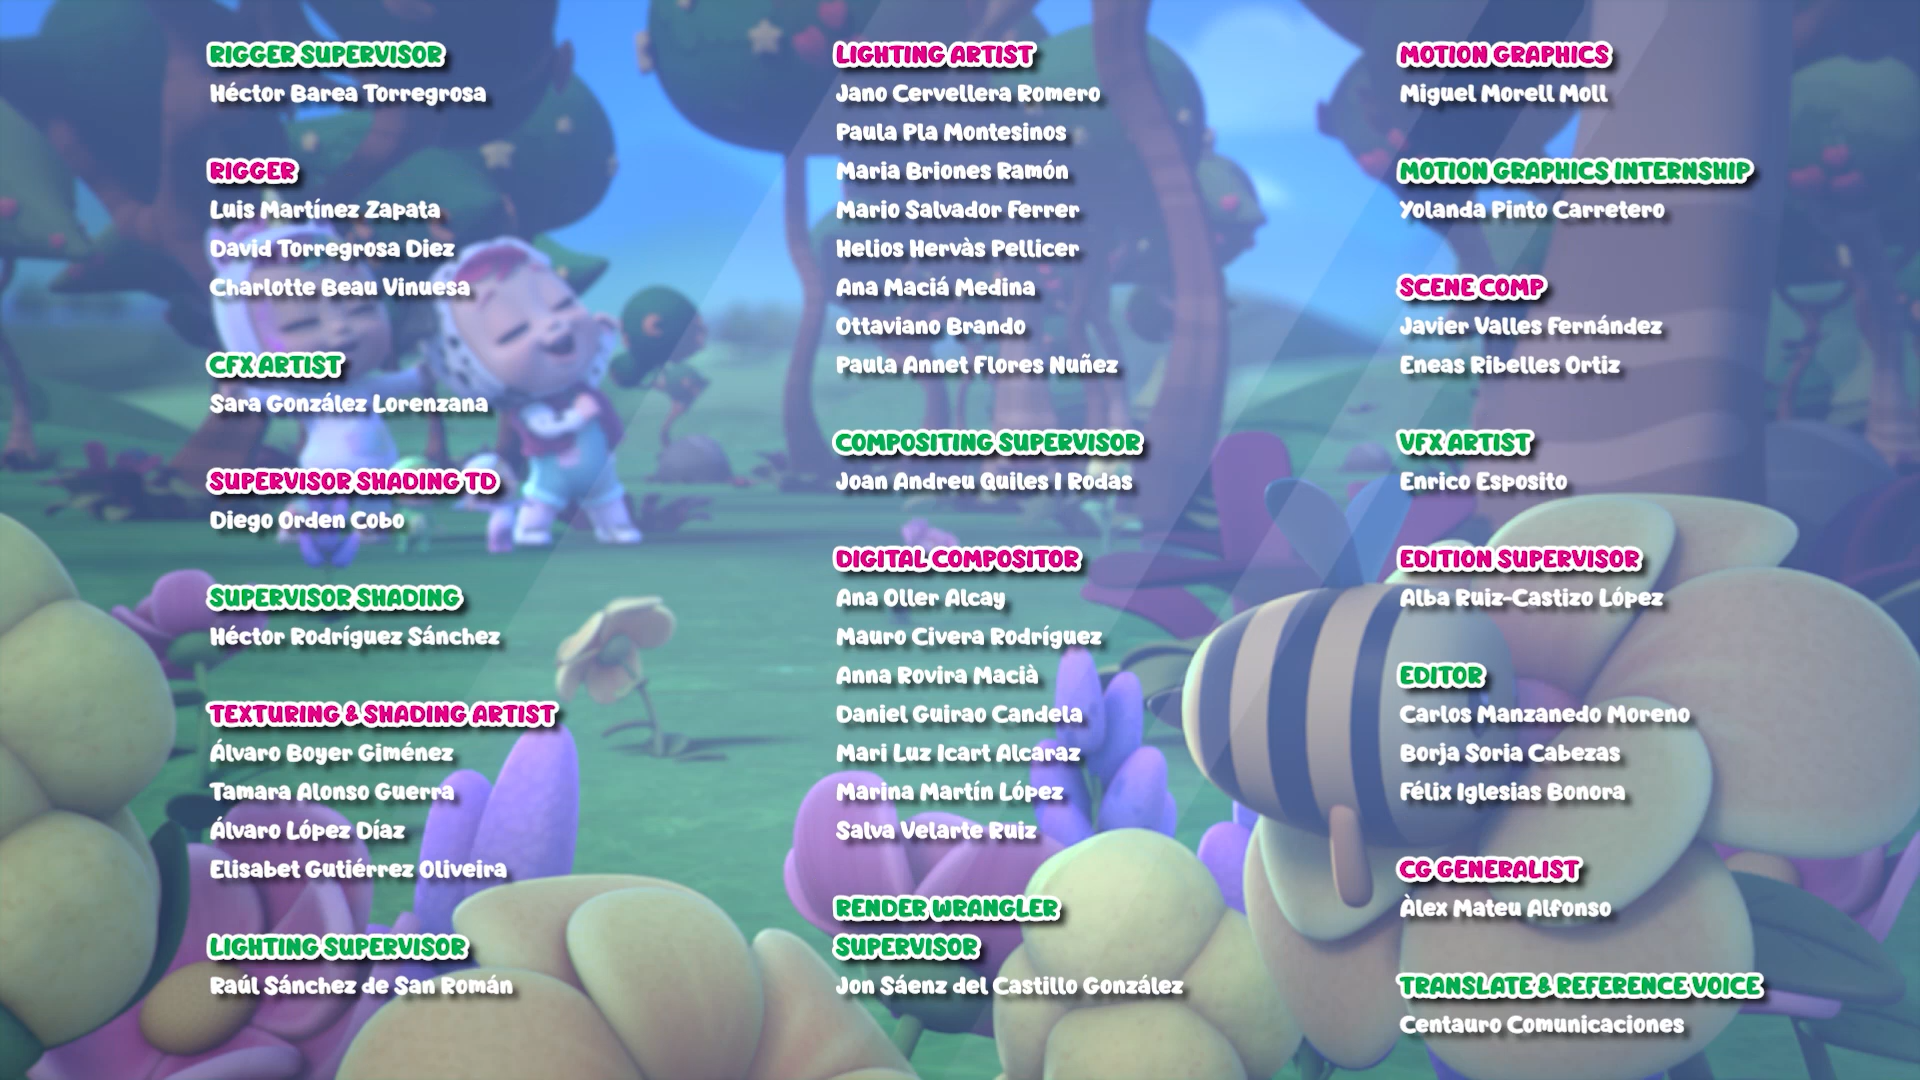 RIGGER SUPERVISOR
Héctor Barea Torregrosa
RIGGER
Luis Martínez Zapata
David Torregrosa Diez
Charlotte Beau Vinuesa
CFX ARTIST
Sara González Lorenzana
SUPERVISOR SHADING TD
Diego Orden Cobo
SUPERVISOR SHADING
Héctor Rodríguez Sánchez
TEXTURING & SHADING ARTIST
Álvaro Boyer Giménez
Tamara Alonso Guerra
Álvaro López Díaz
Elisabet Gutiérrez Oliveira
LIGHTING SUPERVISOR
Raúl Sánchez de San Román
LIGHTING ARTIST
Jano Cervellera Romero
Paula Pla Montesinos
Maria Briones Ramón
Mario Salvador Ferrer
Helios Hervàs Pellicer
Ana Maciá Medina
Ottaviano Brando
Paula Annet Flores Nuñez
COMPOSITING SUPERVISOR
Joan Andreu Quiles I Rodas
DIGITAL COMPOSITOR
Ana Oller Alcay
Mauro Civera Rodríguez
Anna Rovira Macià
Daniel Guirao Candela
Mari Luz Icart Alcaraz
Marina Martín López
Salva Velarte Ruiz
RENDER WRANGLER
SUPERVISOR
Jon Sáenz del Castillo González
MOTION GRAPHICS
Miguel Morell Moll
MOTION GRAPHICS INTERNSHIP
Yolanda Pinto Carretero
SCENE COMP
Javier Valles Fernández
Eneas Ribelles Ortiz
VFX ARTIST
Enrico Esposito
EDITION SUPERVISOR
Alba Ruiz-Castizo López
EDITOR
Carlos Manzanedo Moreno
Borja Soria Cabezas
Félix Iglesias Bonora
CG GENERALIST
Àlex Mateu Alfonso
TRANSLATE & REFERENCE VOICE
Centauro Comunicaciones